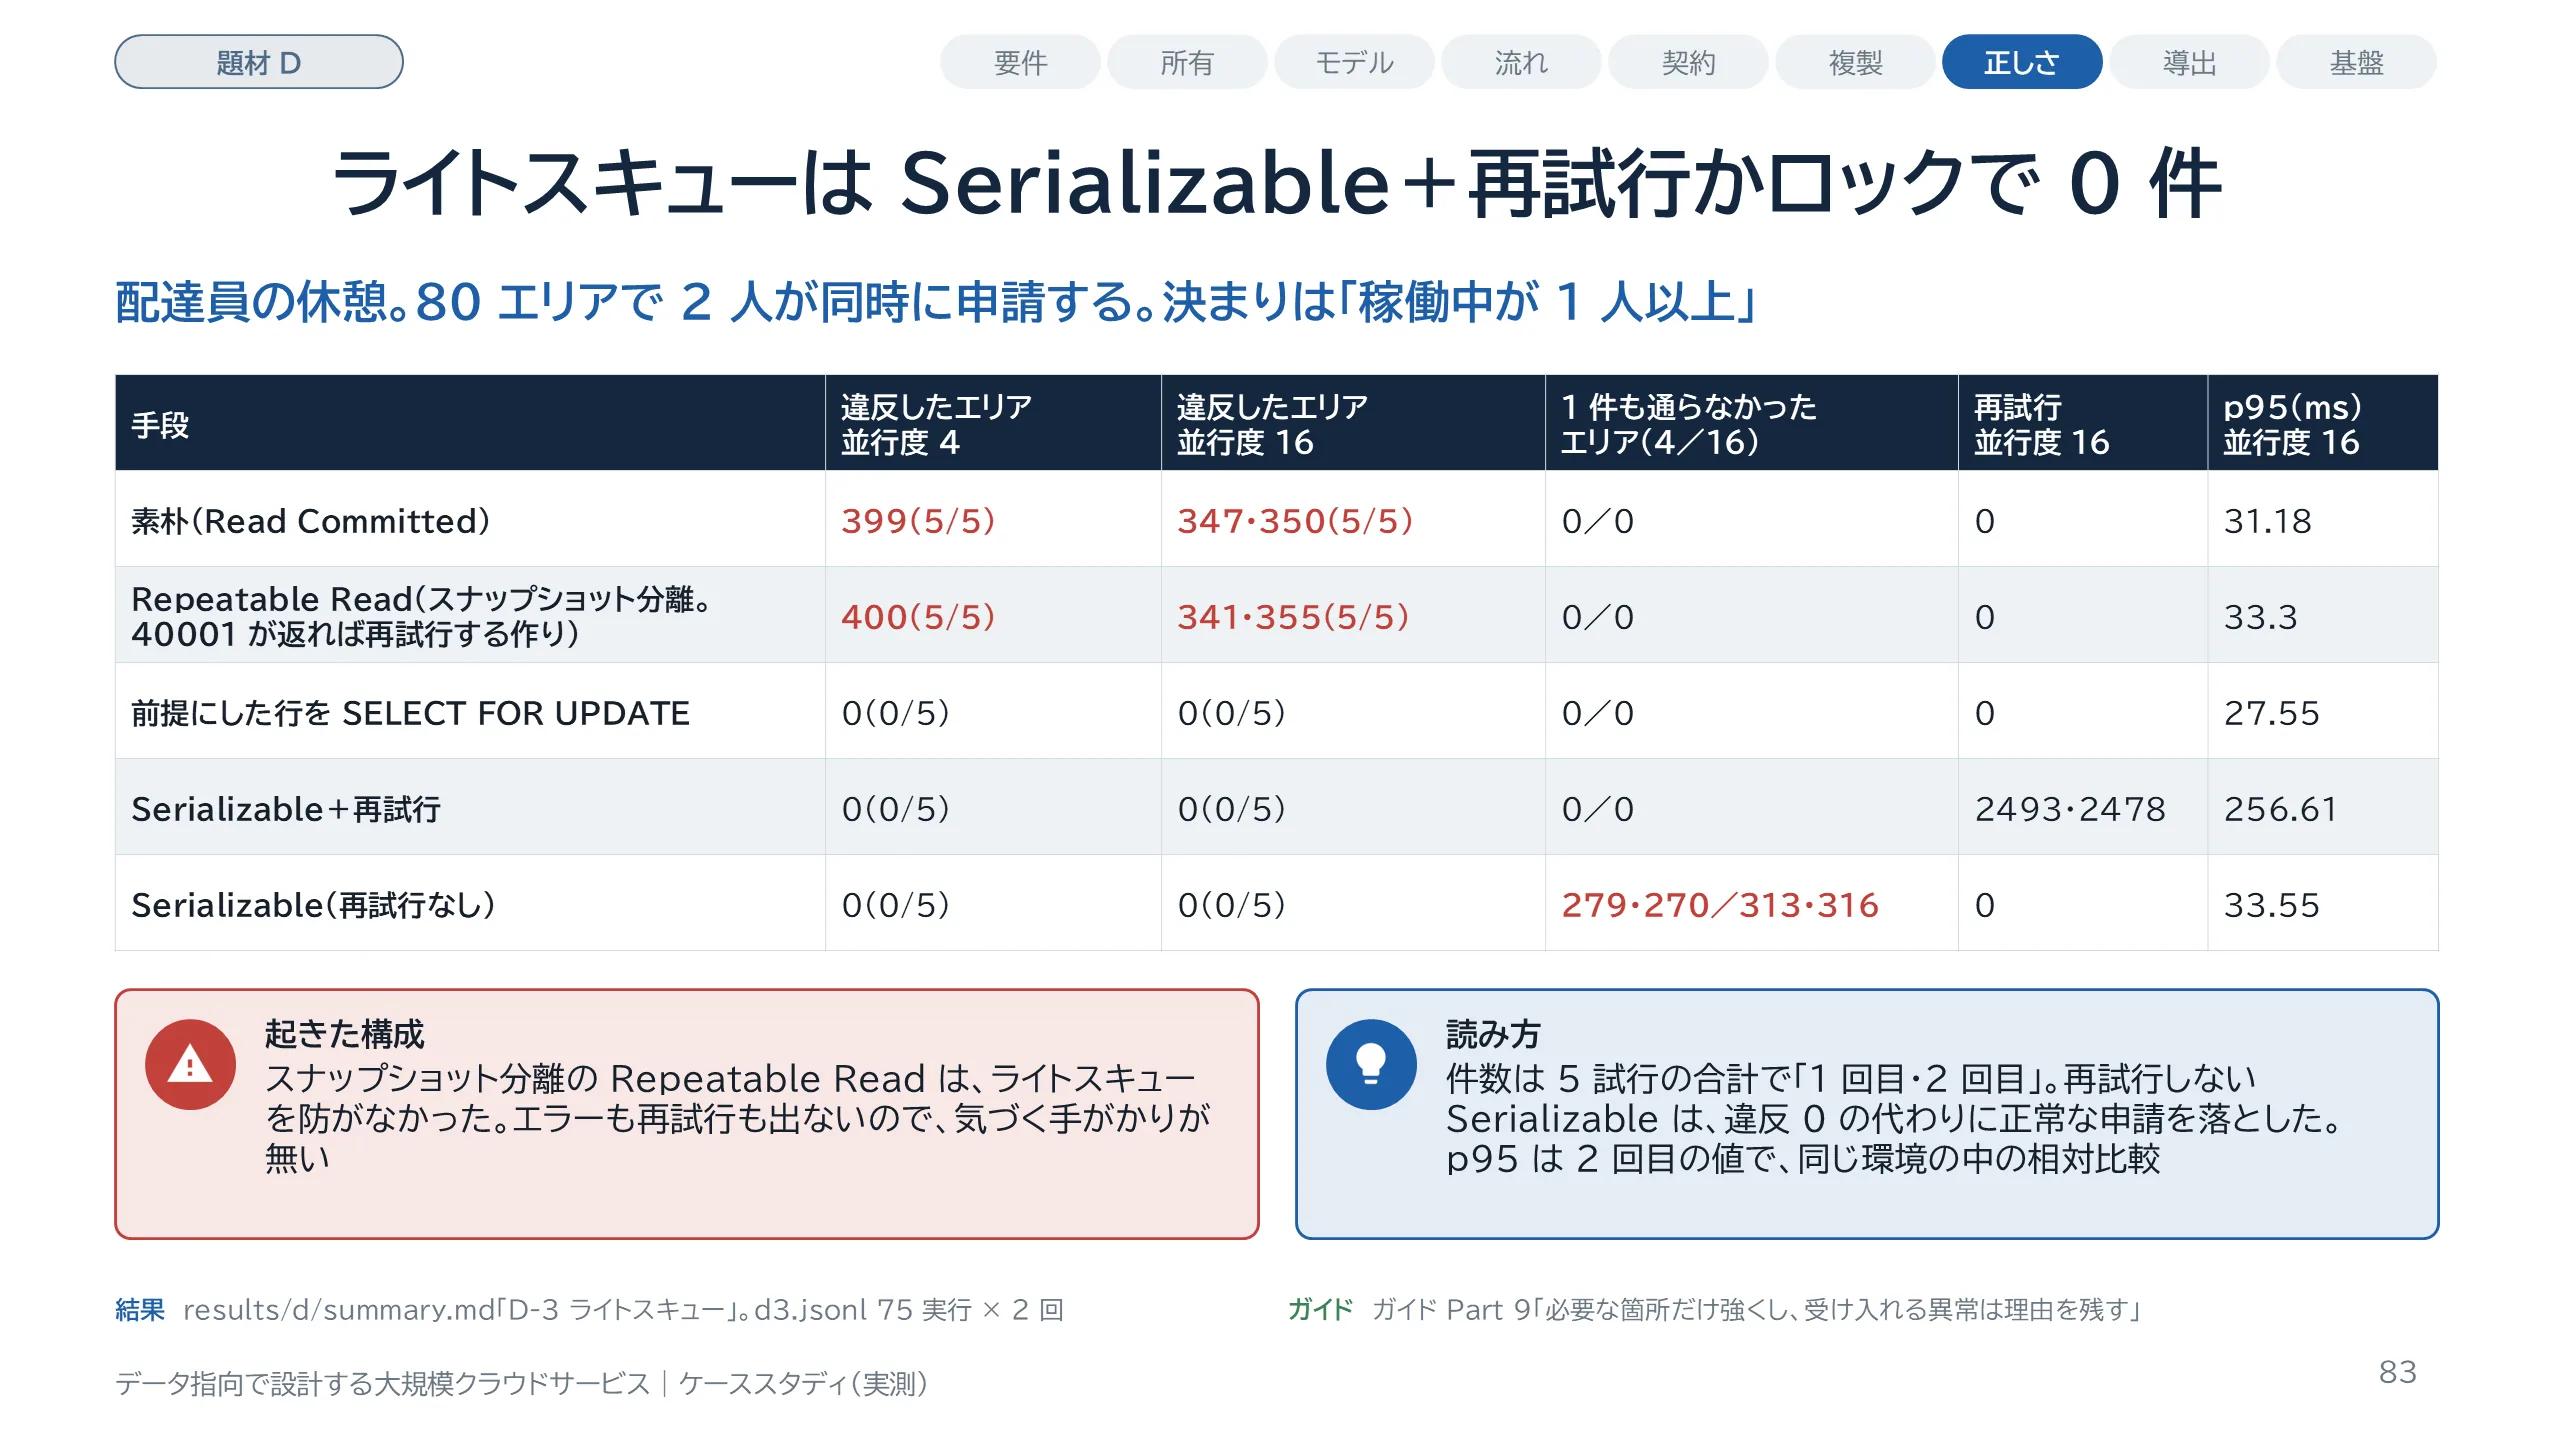 題材 D
要件
所有
モデル
流れ
契約
複製
正しさ
導出
基盤
ライトスキューは Serializable＋再試行かロックで 0 件
配達員の休憩。80 エリアで 2 人が同時に申請する。決まりは「稼働中が 1 人以上」
手段
違反したエリア
並行度 4
違反したエリア
並行度 16
1 件も通らなかった
エリア（4／16）
再試行
並行度 16
p95（ms）
並行度 16
素朴（Read Committed）
399（5/5）
347・350（5/5）
0／0
0
31.18
Repeatable Read（スナップショット分離。
40001 が返れば再試行する作り）
400（5/5）
341・355（5/5）
0／0
0
33.3
前提にした行を SELECT FOR UPDATE
0（0/5）
0（0/5）
0／0
0
27.55
Serializable＋再試行
0（0/5）
0（0/5）
0／0
2493・2478
256.61
Serializable（再試行なし）
0（0/5）
0（0/5）
279・270／313・316
0
33.55
起きた構成
スナップショット分離の Repeatable Read は、ライトスキュー
を防がなかった。エラーも再試行も出ないので、気づく手がかりが
無い
読み方
件数は 5 試行の合計で「1 回目・2 回目」。再試行しない
Serializable は、違反 0 の代わりに正常な申請を落とした。
p95 は 2 回目の値で、同じ環境の中の相対比較
結果 results/d/summary.md「D-3 ライトスキュー」。d3.jsonl 75 実行 × 2 回
ガイド ガイド Part 9「必要な箇所だけ強くし、受け入れる異常は理由を残す」
データ指向で設計する大規模クラウドサービス｜ケーススタディ（実測）
83